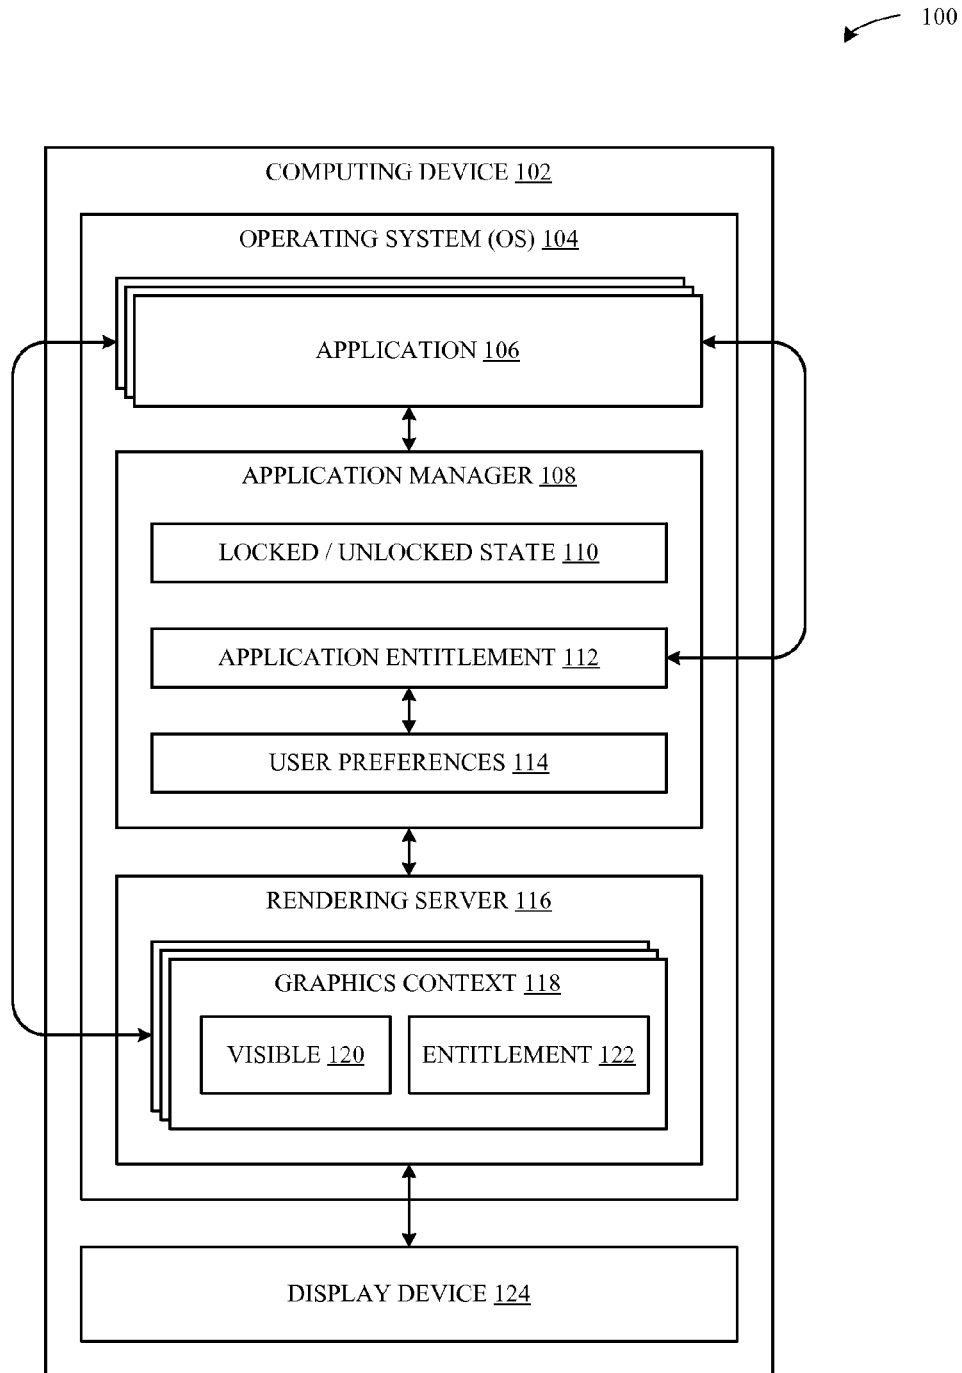 100
COMPUTING DEVICE 102
OPERATING SYSTEM (OS) 104
APPLICATION 106
APPLICATION MANAGER 108
LOCKED / UNLOCKED STATE 110
APPLICATION ENTITLEMENT 112
USER PREFERENCES 114
RENDERING SERVER 116
GRAPHICS CONTEXT 118
VISIBLE 120
ENTITLEMENT 122
DISPLAY DEVICE 124